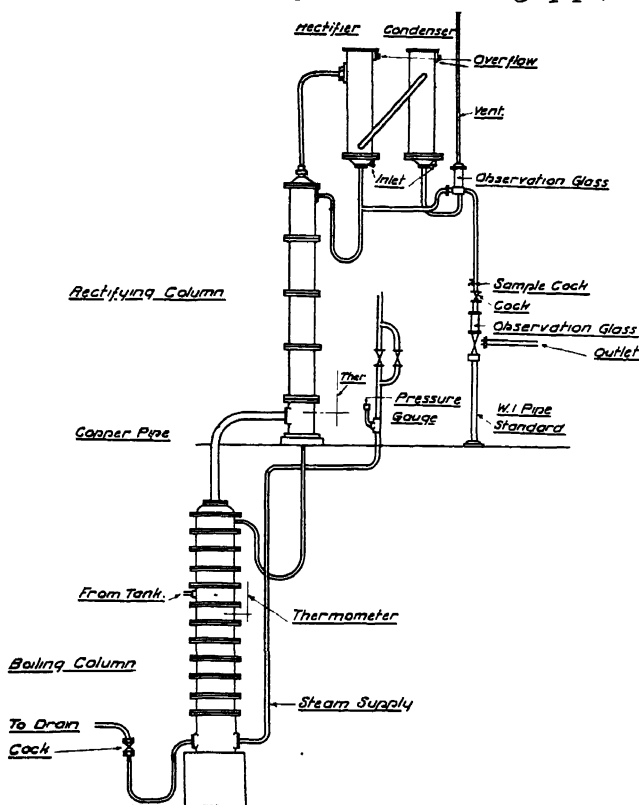 Rectifier
Condenser
Overflow
Vent.
Inlet
Observation Glass
Rectifying Column
Sample Cock
Cock
Observation Glass
Outlet
Ther
Pressure
Gauge
W.I Pipe
Standard
Copper Pipe
From Tank.
Thermometer
Boiling Column
Steam Supply
To Drain
Cock